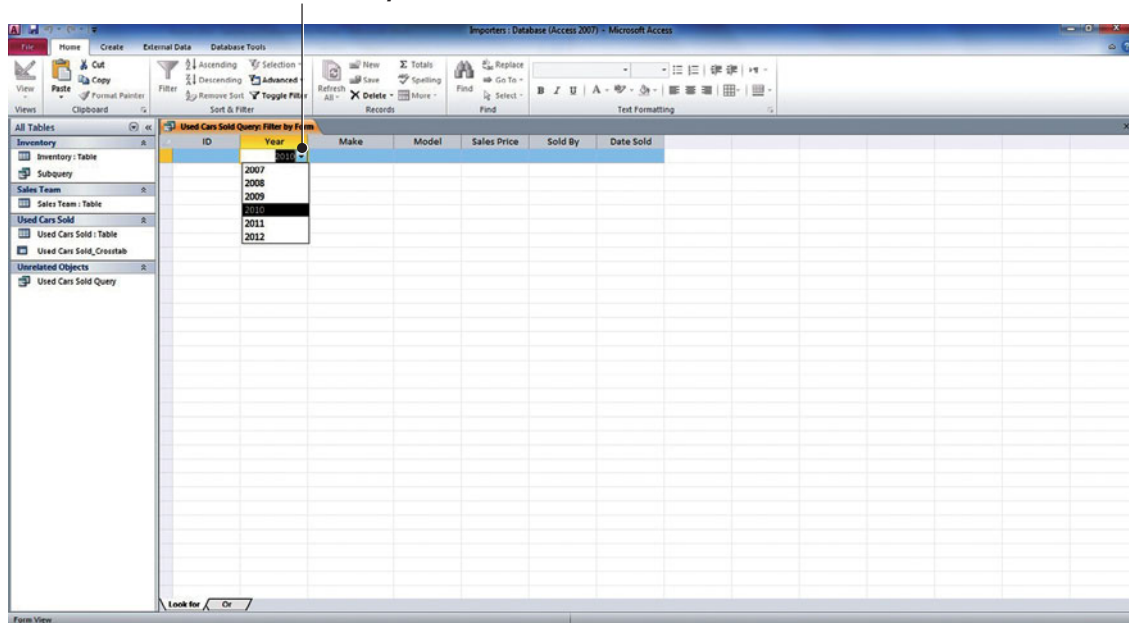 Importers : Database (Access 2007) - Microsoft Access
File Home Create External Data Database Tools
View
Views
Paste
Cut
Copy
Format Painter
Clipboard
Filter
Ascending
Descending
Remove Sort
Selection
Advanced
Toggle Filter
Sort & Filter
Refresh All
New
Save
Delete
Totals
Spelling
More
Records
Find
Replace
Go To
Select
Find
B I U A
Text Formatting
All Tables
Inventory
Inventory : Table
Subquery
Sales Team
Sales Team : Table
Used Cars Sold
Used Cars Sold : Table
Used Cars Sold_Crosstab
Unrelated Objects
Used Cars Sold Query
Used Cars Sold Query: Filter by Form
ID Year Make Model Sales Price Sold By Date Sold
2010
2007
2008
2009
2010
2011
2012
Look for Or
Form View